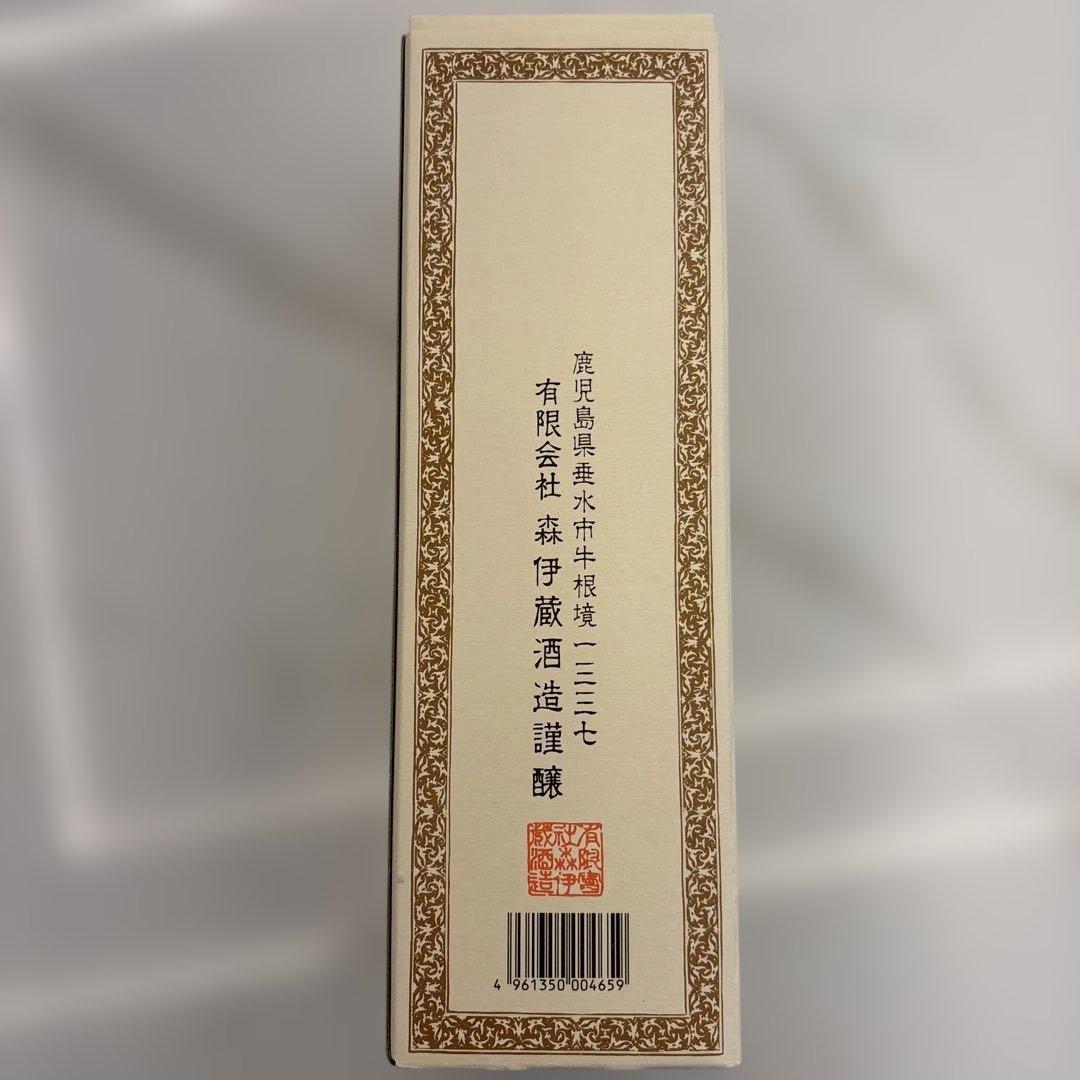 鹿児島県垂水市牛根境一三二七
有限会社 森伊蔵酒造謹醸
有限会
社森伊
蔵酒造
4 961350 004659